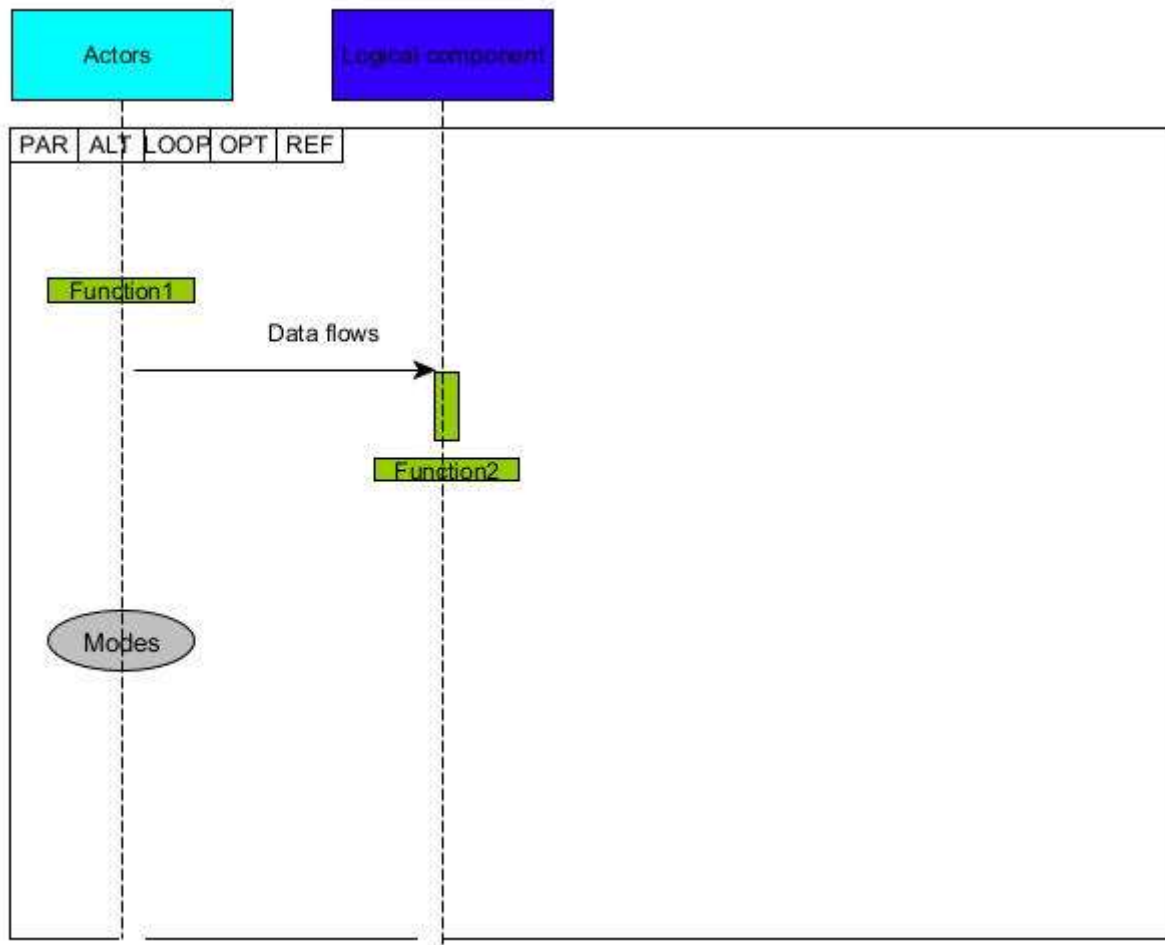 Actors
Logical component
PAR ALT LOOP OPT REF
Function1
Data flows
Function2
Modes